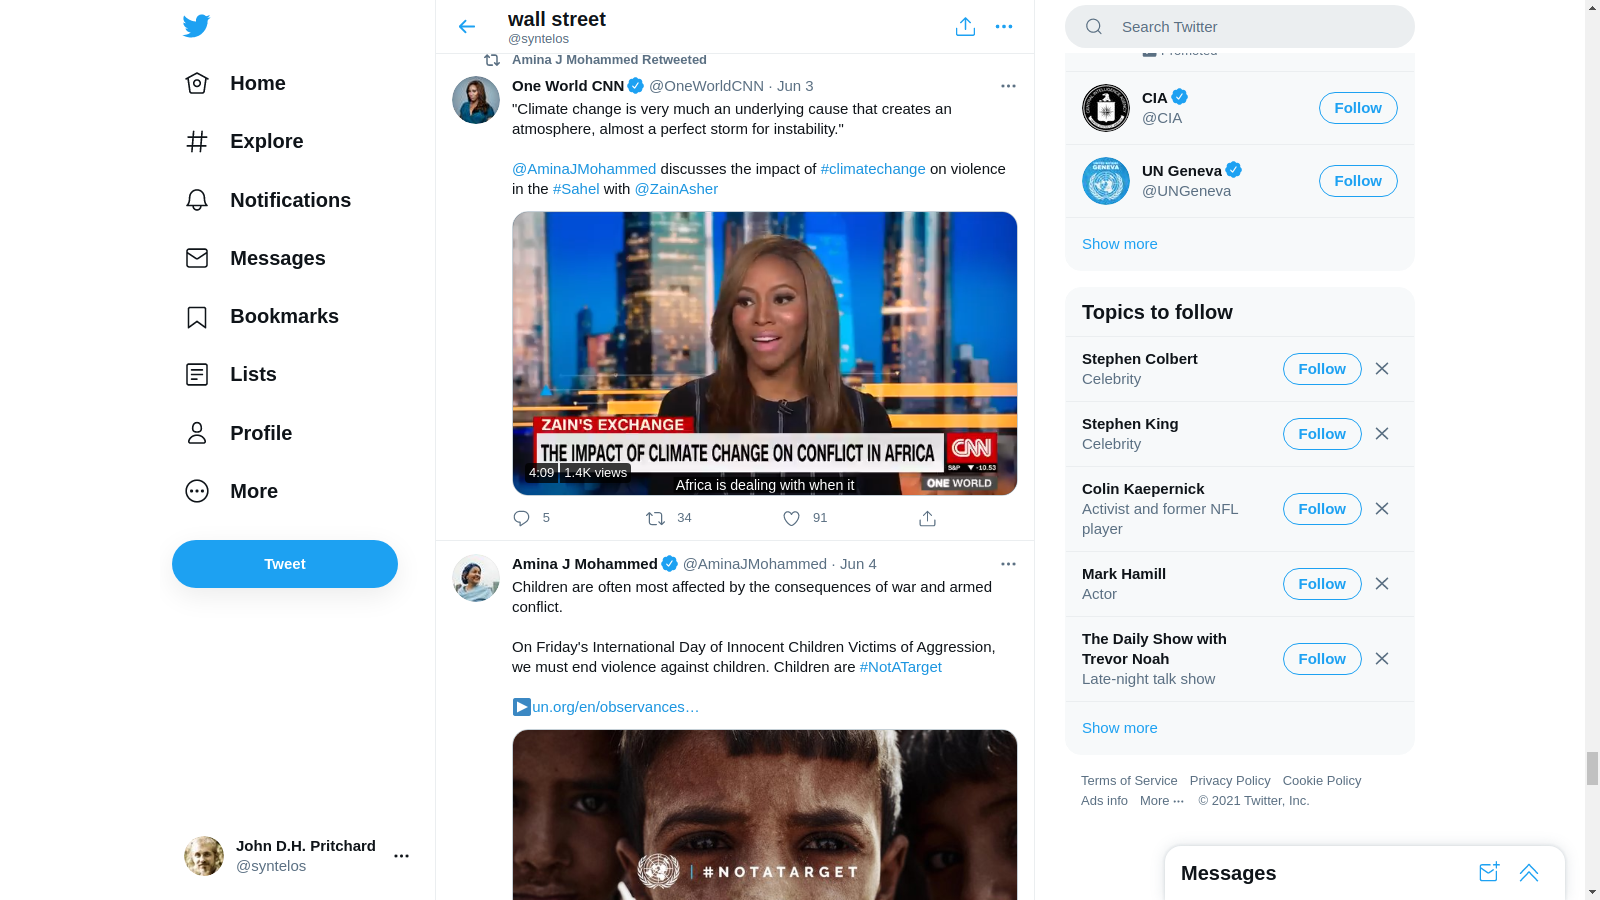 Home
Explore
Notifications
Messages
Bookmarks
Lists
Profile
More
Tweet
John D.H. Pritchard
@syntelos
wall street
@syntelos
Amina J Mohammed Retweeted
One World CNN @OneWorldCNN · Jun 3
"Climate change is very much an underlying cause that creates an
atmosphere, almost a perfect storm for instability."
@AminaJMohammed discusses the impact of #climatechange on violence
in the #Sahel with @ZainAsher
ZAIN'S EXCHANGE
THE IMPACT OF CLIMATE CHANGE ON CONFLICT IN AFRICA
CNN
S&P ▼ -10.53
4:09 1.4K views
Africa is dealing with when it
ONE WORLD
5 34 91
Amina J Mohammed @AminaJMohammed · Jun 4
Children are often most affected by the consequences of war and armed
conflict.
On Friday's International Day of Innocent Children Victims of Aggression,
we must end violence against children. Children are #NotATarget
un.org/en/observances…
#NOTATARGET
Search Twitter
Promoted
CIA
@CIA
Follow
UN Geneva
@UNGeneva
Follow
Show more
Topics to follow
Stephen Colbert
Celebrity
Follow
Stephen King
Celebrity
Follow
Colin Kaepernick
Activist and former NFL
player
Follow
Mark Hamill
Actor
Follow
The Daily Show with
Trevor Noah
Late-night talk show
Follow
Show more
Terms of Service Privacy Policy Cookie Policy
Ads info More ··· © 2021 Twitter, Inc.
Messages